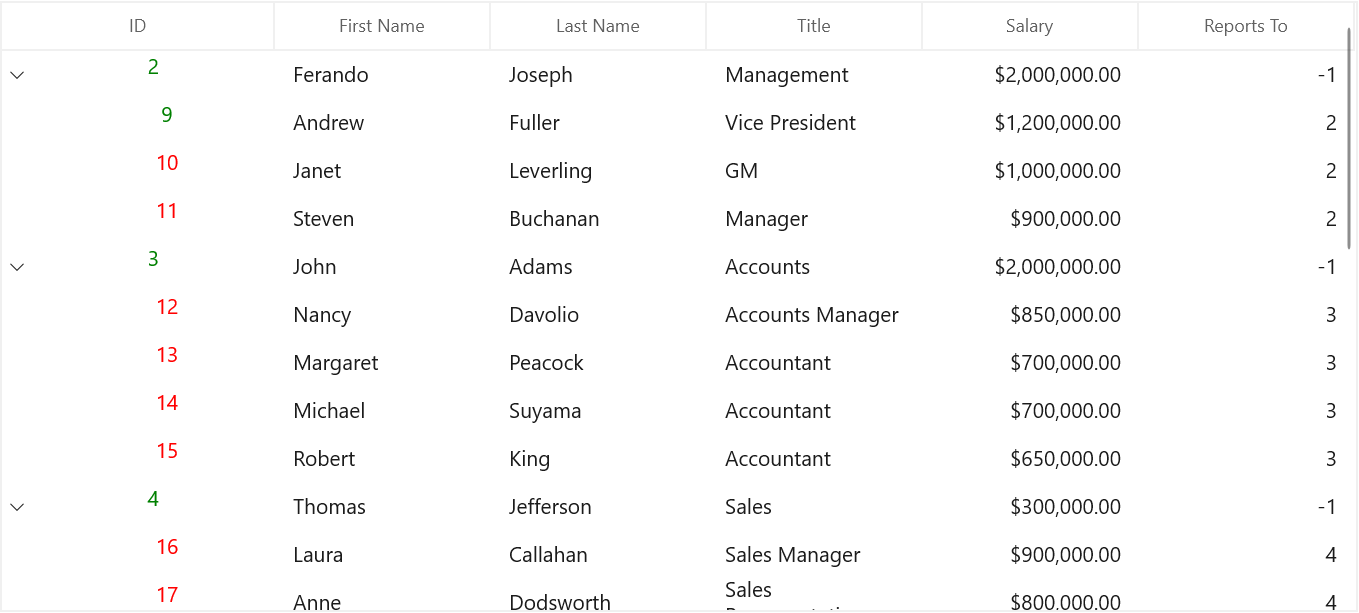 ID First Name Last Name Title Salary Reports To
2 Ferando Joseph Management $2,000,000.00 -1
9 Andrew Fuller Vice President $1,200,000.00 2
10 Janet Leverling GM $1,000,000.00 2
11 Steven Buchanan Manager $900,000.00 2
3 John Adams Accounts $2,000,000.00 -1
12 Nancy Davolio Accounts Manager $850,000.00 3
13 Margaret Peacock Accountant $700,000.00 3
14 Michael Suyama Accountant $700,000.00 3
15 Robert King Accountant $650,000.00 3
4 Thomas Jefferson Sales $300,000.00 -1
16 Laura Callahan Sales Manager $900,000.00 4
17 Anne Dodsworth Sales $800,000.00 4